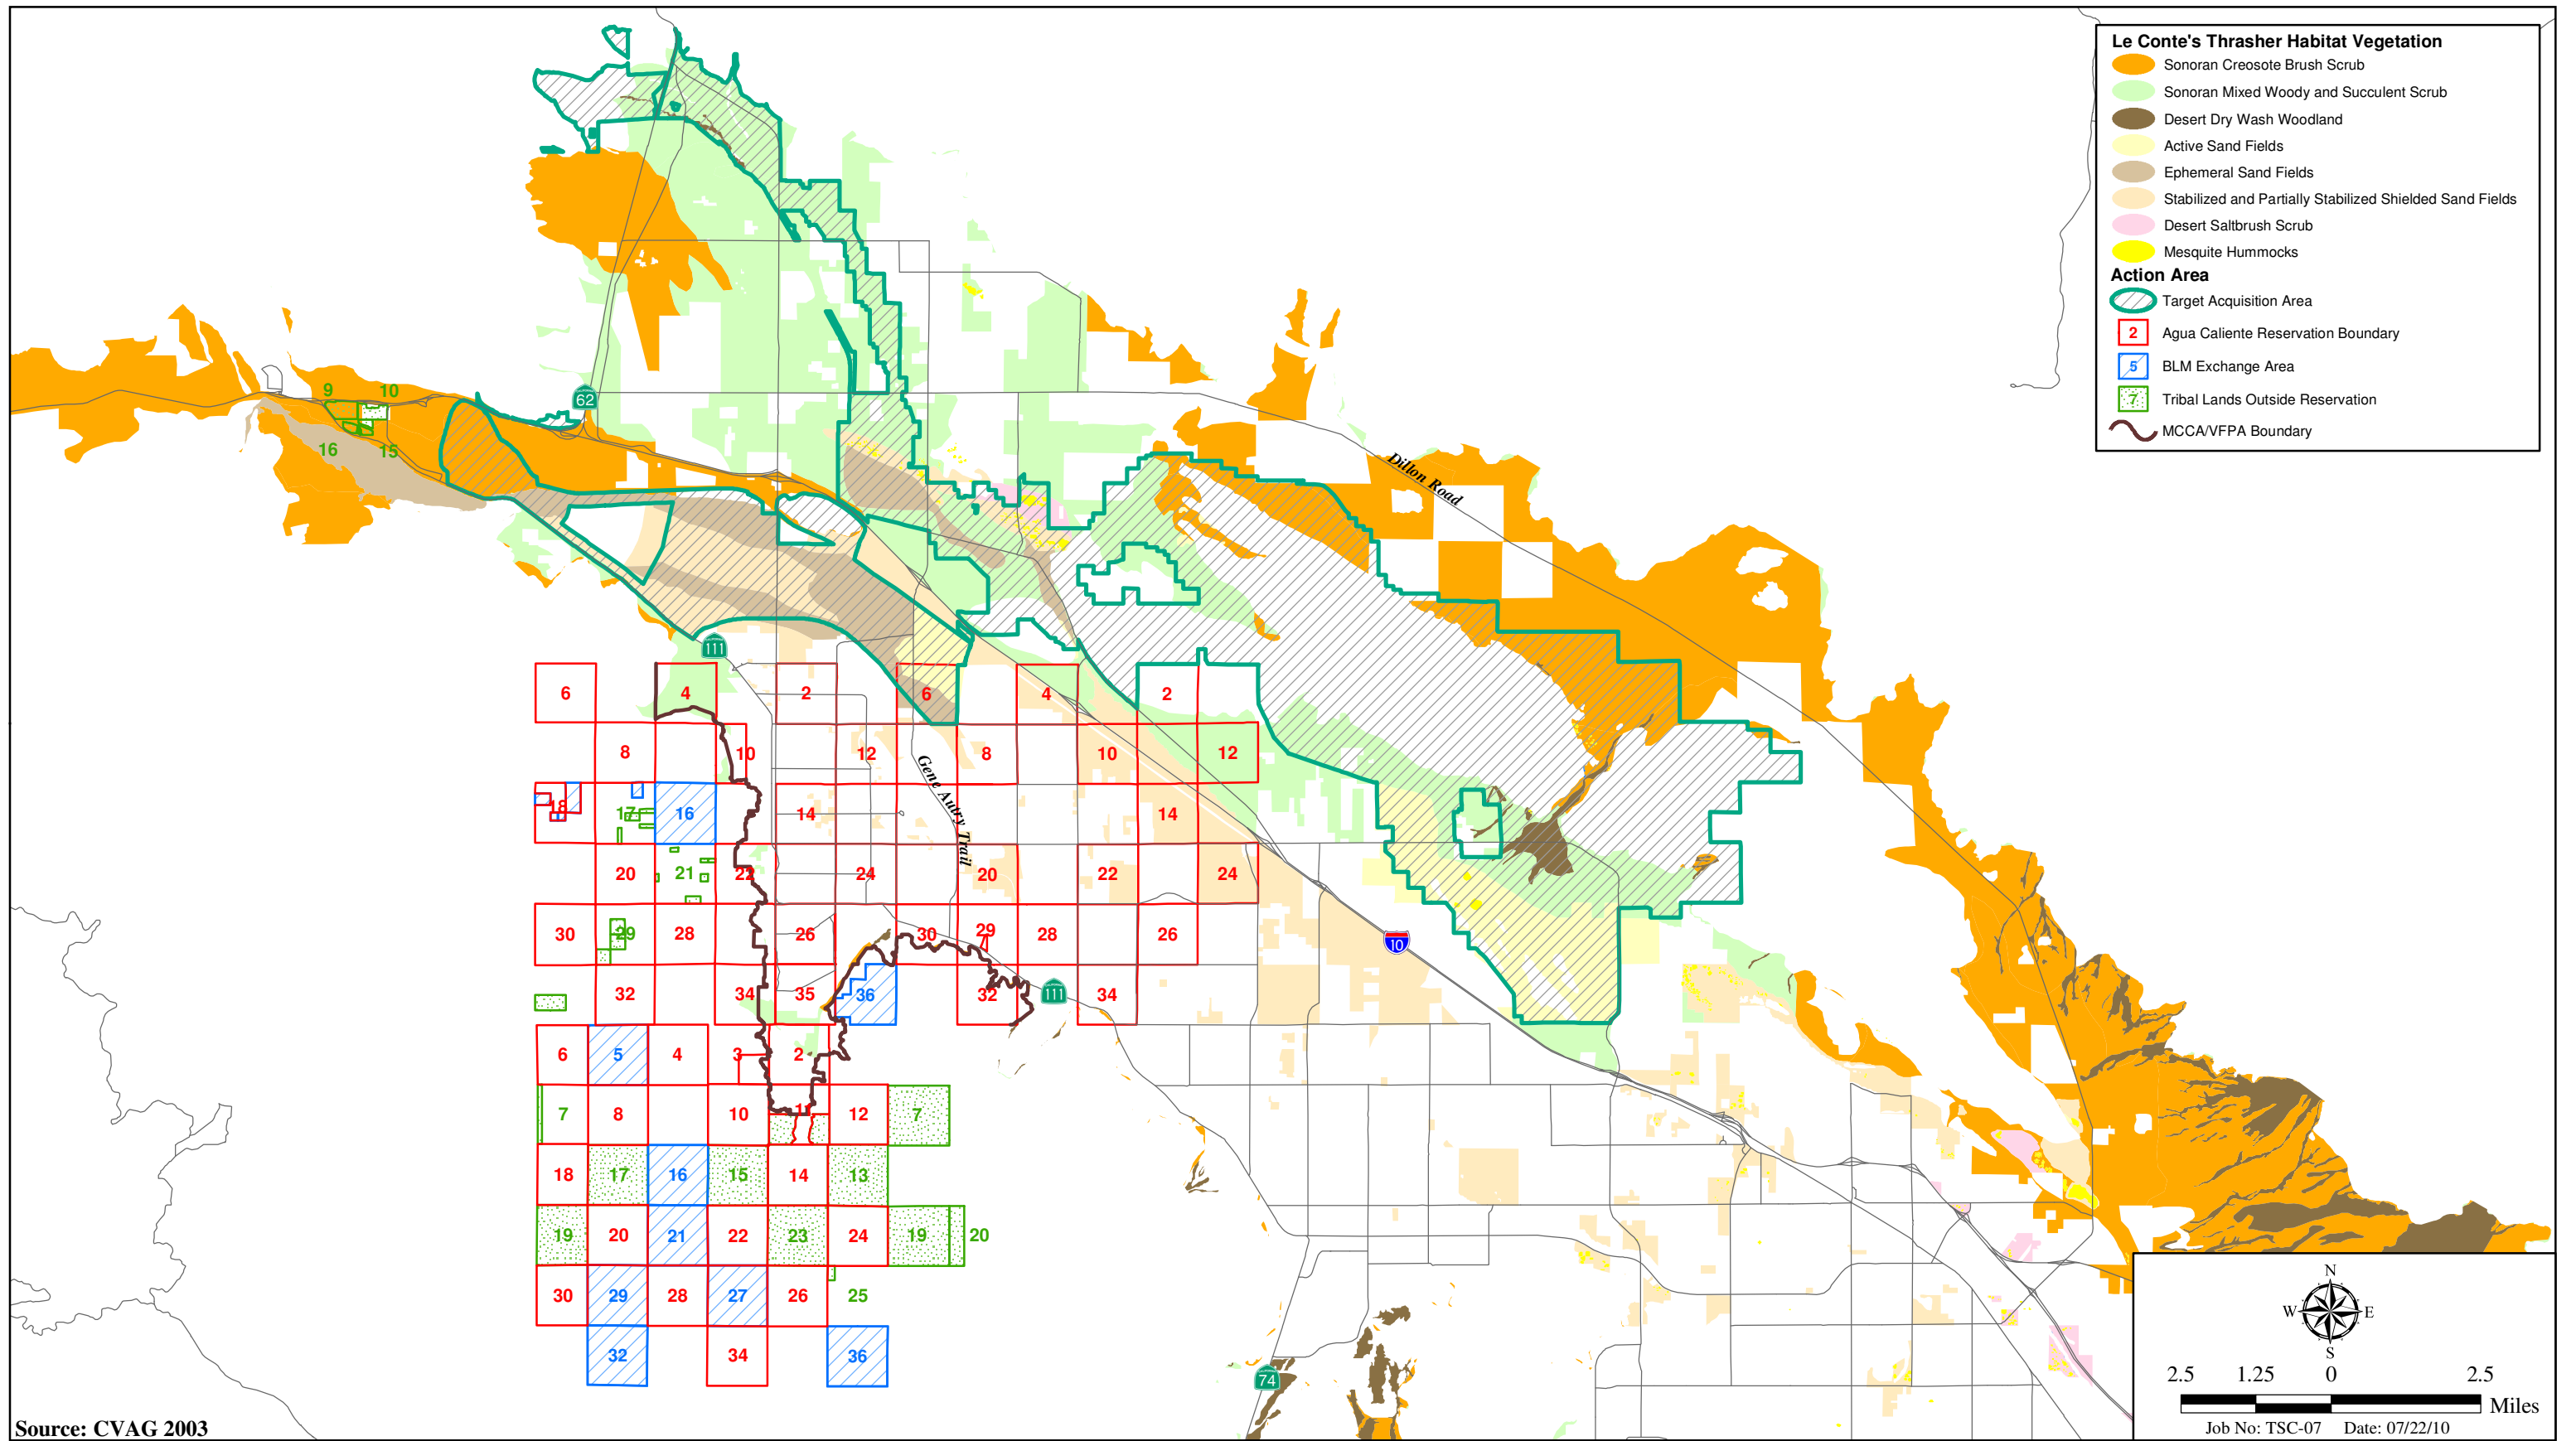 Le Conte's Thrasher Habitat Vegetation
Sonoran Creosote Brush Scrub
Sonoran Mixed Woody and Succulent Scrub
Desert Dry Wash Woodland
Active Sand Fields
Ephemeral Sand Fields
Stabilized and Partially Stabilized Shielded Sand Fields
Desert Saltbrush Scrub
Mesquite Hummocks
Action Area
Target Acquisition Area
2 Agua Caliente Reservation Boundary
5 BLM Exchange Area
7 Tribal Lands Outside Reservation
MCCA/VFPA Boundary
9 10
62
16 15
Dillon Road
111
6 4 2 6 4 2
8 10 12 8 10 12
Gene Autry Trail
18 17 16 14 14
20 21 22 24 20 22 24
30 29 28 26 30 29 28 26
10
32 34 35 36 32 111 34
6 5 4 3 2
7 8 10 11 12 7
18 17 16 15 14 13
19 20 21 22 23 24 19 20
30 29 28 27 26 25
32 34 36
74
N
W E
S
2.5 1.25 0 2.5
Miles
Job No: TSC-07 Date: 07/22/10
Source: CVAG 2003